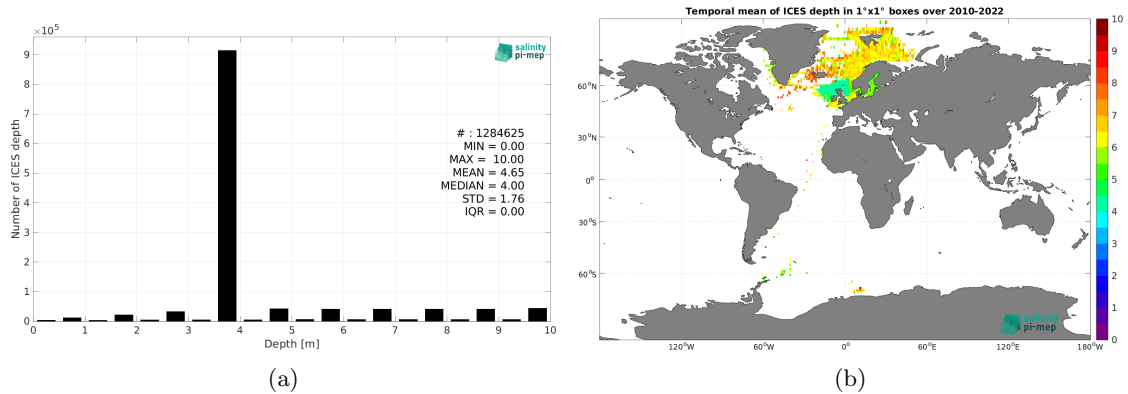 ×10⁵
9
8
7
6
5
4
3
2
1
0
Number of ICES depth
salinity
pi-mep
# : 1284625
MIN = 0.00
MAX = 10.00
MEAN = 4.65
MEDIAN = 4.00
STD = 1.76
IQR = 0.00
0 1 2 3 4 5 6 7 8 9 10
Depth [m]
(a)
Temporal mean of ICES depth in 1°x1° boxes over 2010-2022
60°N
30°N
0°
30°S
60°S
120°W 60°W 0° 60°E 120°E 180°W
salinity
pi-mep
10
9
8
7
6
5
4
3
2
1
0
(b)